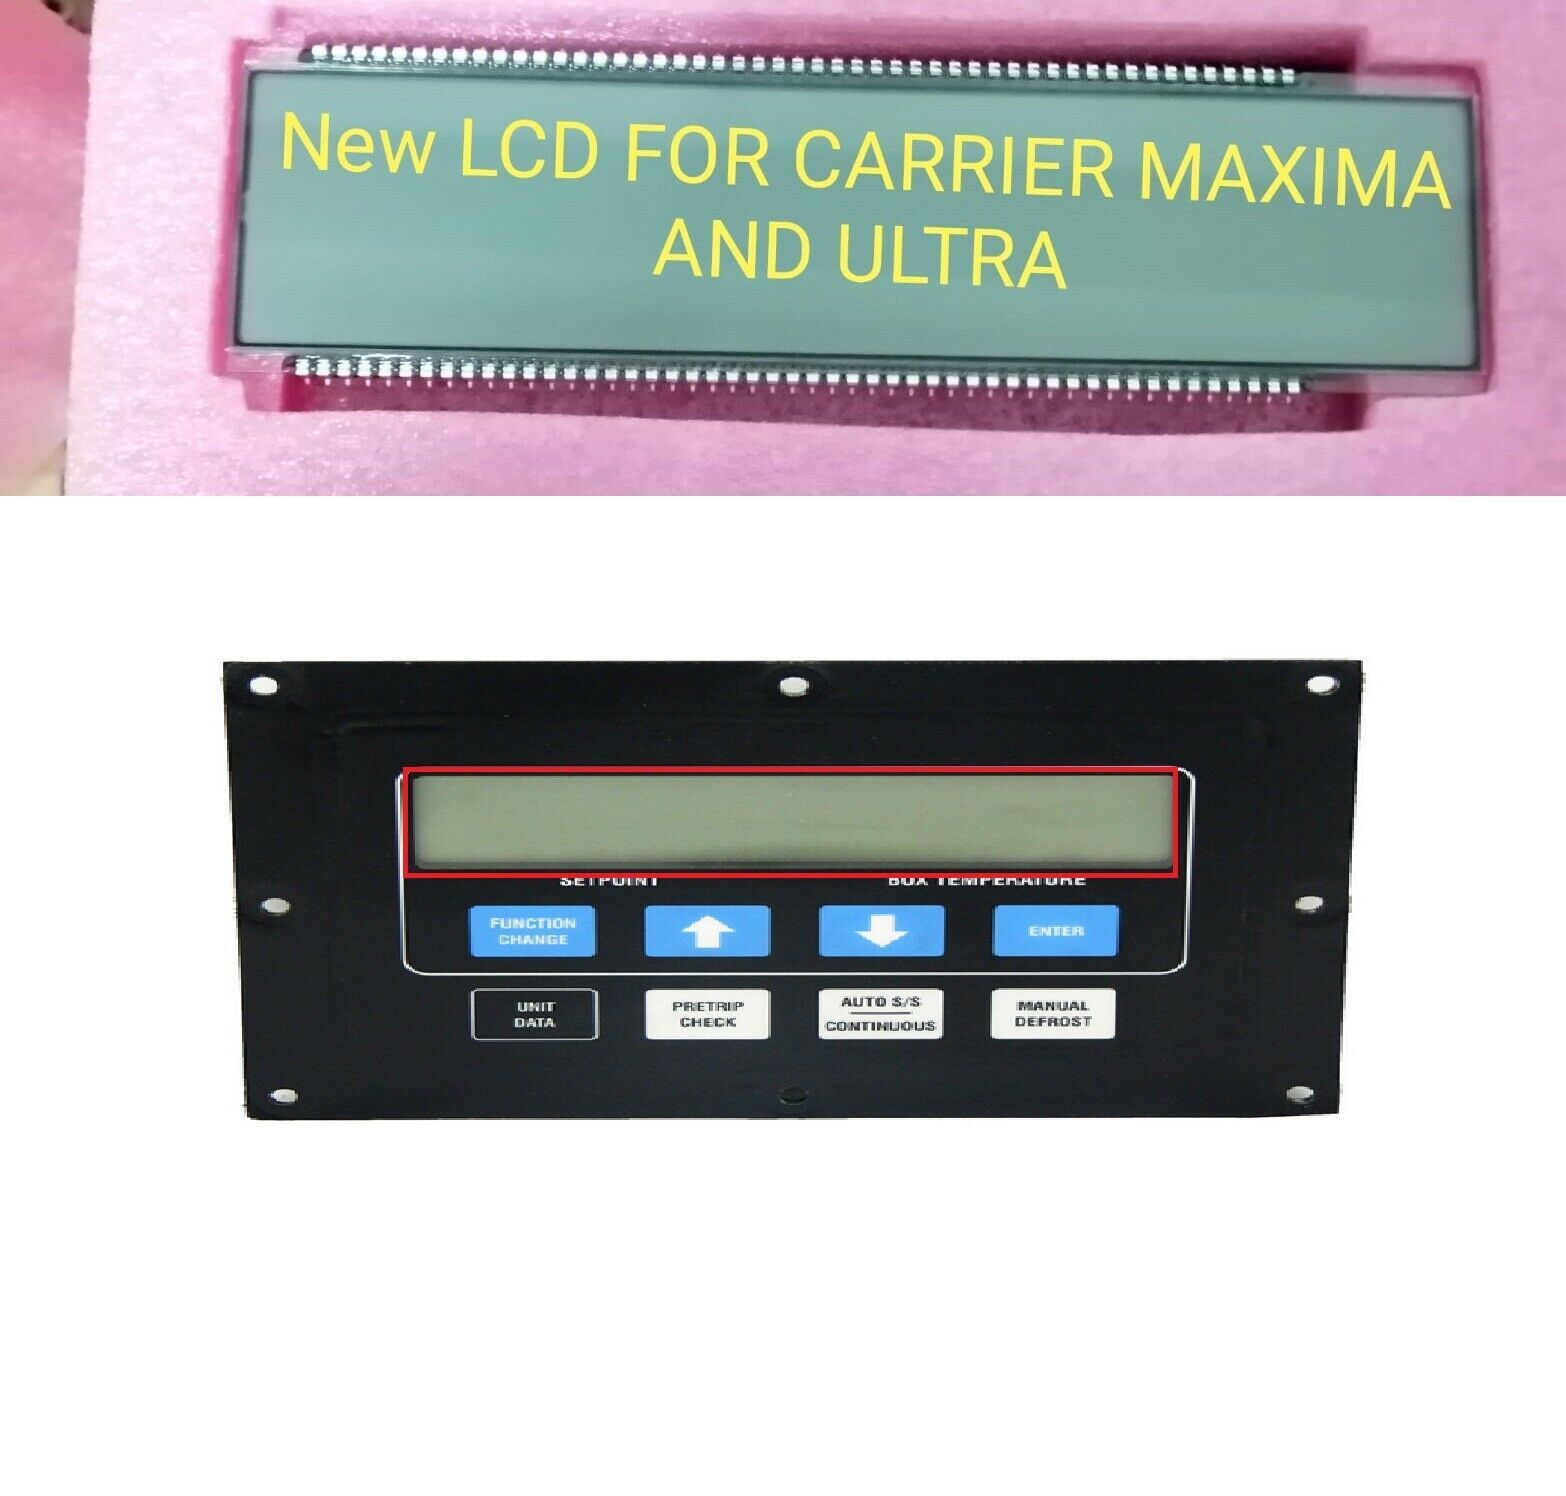 New LCD FOR CARRIER MAXIMA
AND ULTRA
SETPOINT
BOX TEMPERATURE
FUNCTION
CHANGE
ENTER
UNIT
DATA
PRETRIP
CHECK
AUTO S/S
CONTINUOUS
MANUAL
DEFROST